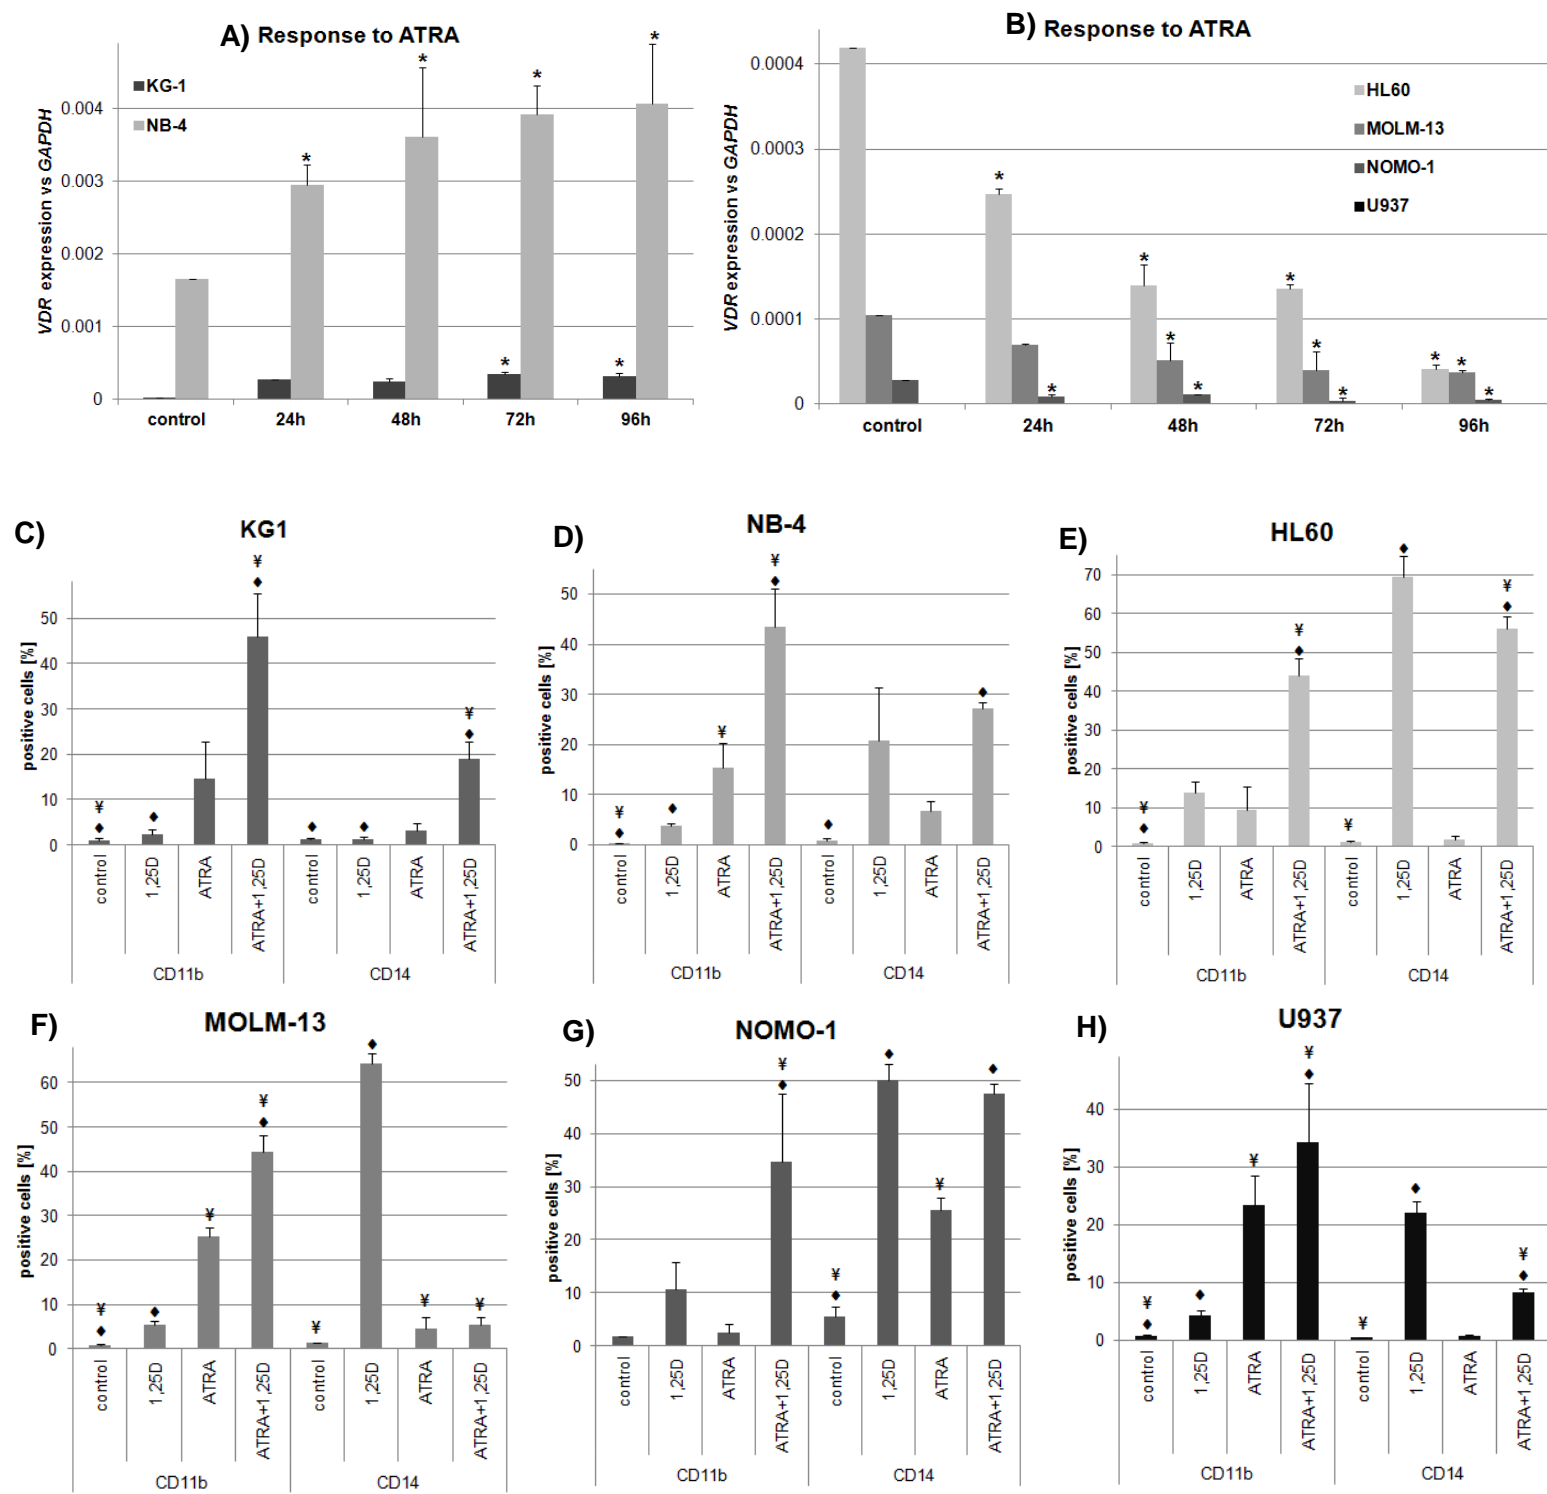 A) Response to ATRA
VDR expression vs GAPDH
KG-1
NB-4
0.004
0.003
0.002
0.001
0
* * * * * *
control 24h 48h 72h 96h
B) Response to ATRA
VDR expression vs GAPDH
HL60
MOLM-13
NOMO-1
U937
0.0004
0.0003
0.0002
0.0001
0
* * * * * * * * * * *
control 24h 48h 72h 96h
C) KG1
positive cells [%]
50
40
30
20
10
0
¥ ♦ ♦ ¥ ♦ ♦ ♦ ¥ ♦
control 1,25D ATRA ATRA+1,25D control 1,25D ATRA ATRA+1,25D
CD11b CD14
D) NB-4
positive cells [%]
50
40
30
20
10
0
¥ ♦ ♦ ¥ ¥ ♦ ♦ ♦
control 1,25D ATRA ATRA+1,25D control 1,25D ATRA ATRA+1,25D
CD11b CD14
E) HL60
positive cells [%]
70
60
50
40
30
20
10
0
¥ ♦ ¥ ♦ ¥ ♦ ¥ ♦
control 1,25D ATRA ATRA+1,25D control 1,25D ATRA ATRA+1,25D
CD11b CD14
F) MOLM-13
positive cells [%]
60
50
40
30
20
10
0
¥ ♦ ♦ ¥ ¥ ♦ ¥ ♦ ¥ ¥
control 1,25D ATRA ATRA+1,25D control 1,25D ATRA ATRA+1,25D
CD11b CD14
G) NOMO-1
positive cells [%]
50
40
30
20
10
0
¥ ♦ ¥ ♦ ♦ ¥ ♦
control 1,25D ATRA ATRA+1,25D control 1,25D ATRA ATRA+1,25D
CD11b CD14
H) U937
positive cells [%]
40
30
20
10
0
¥ ♦ ♦ ¥ ¥ ♦ ¥ ♦ ¥ ♦
control 1,25D ATRA ATRA+1,25D control 1,25D ATRA ATRA+1,25D
CD11b CD14